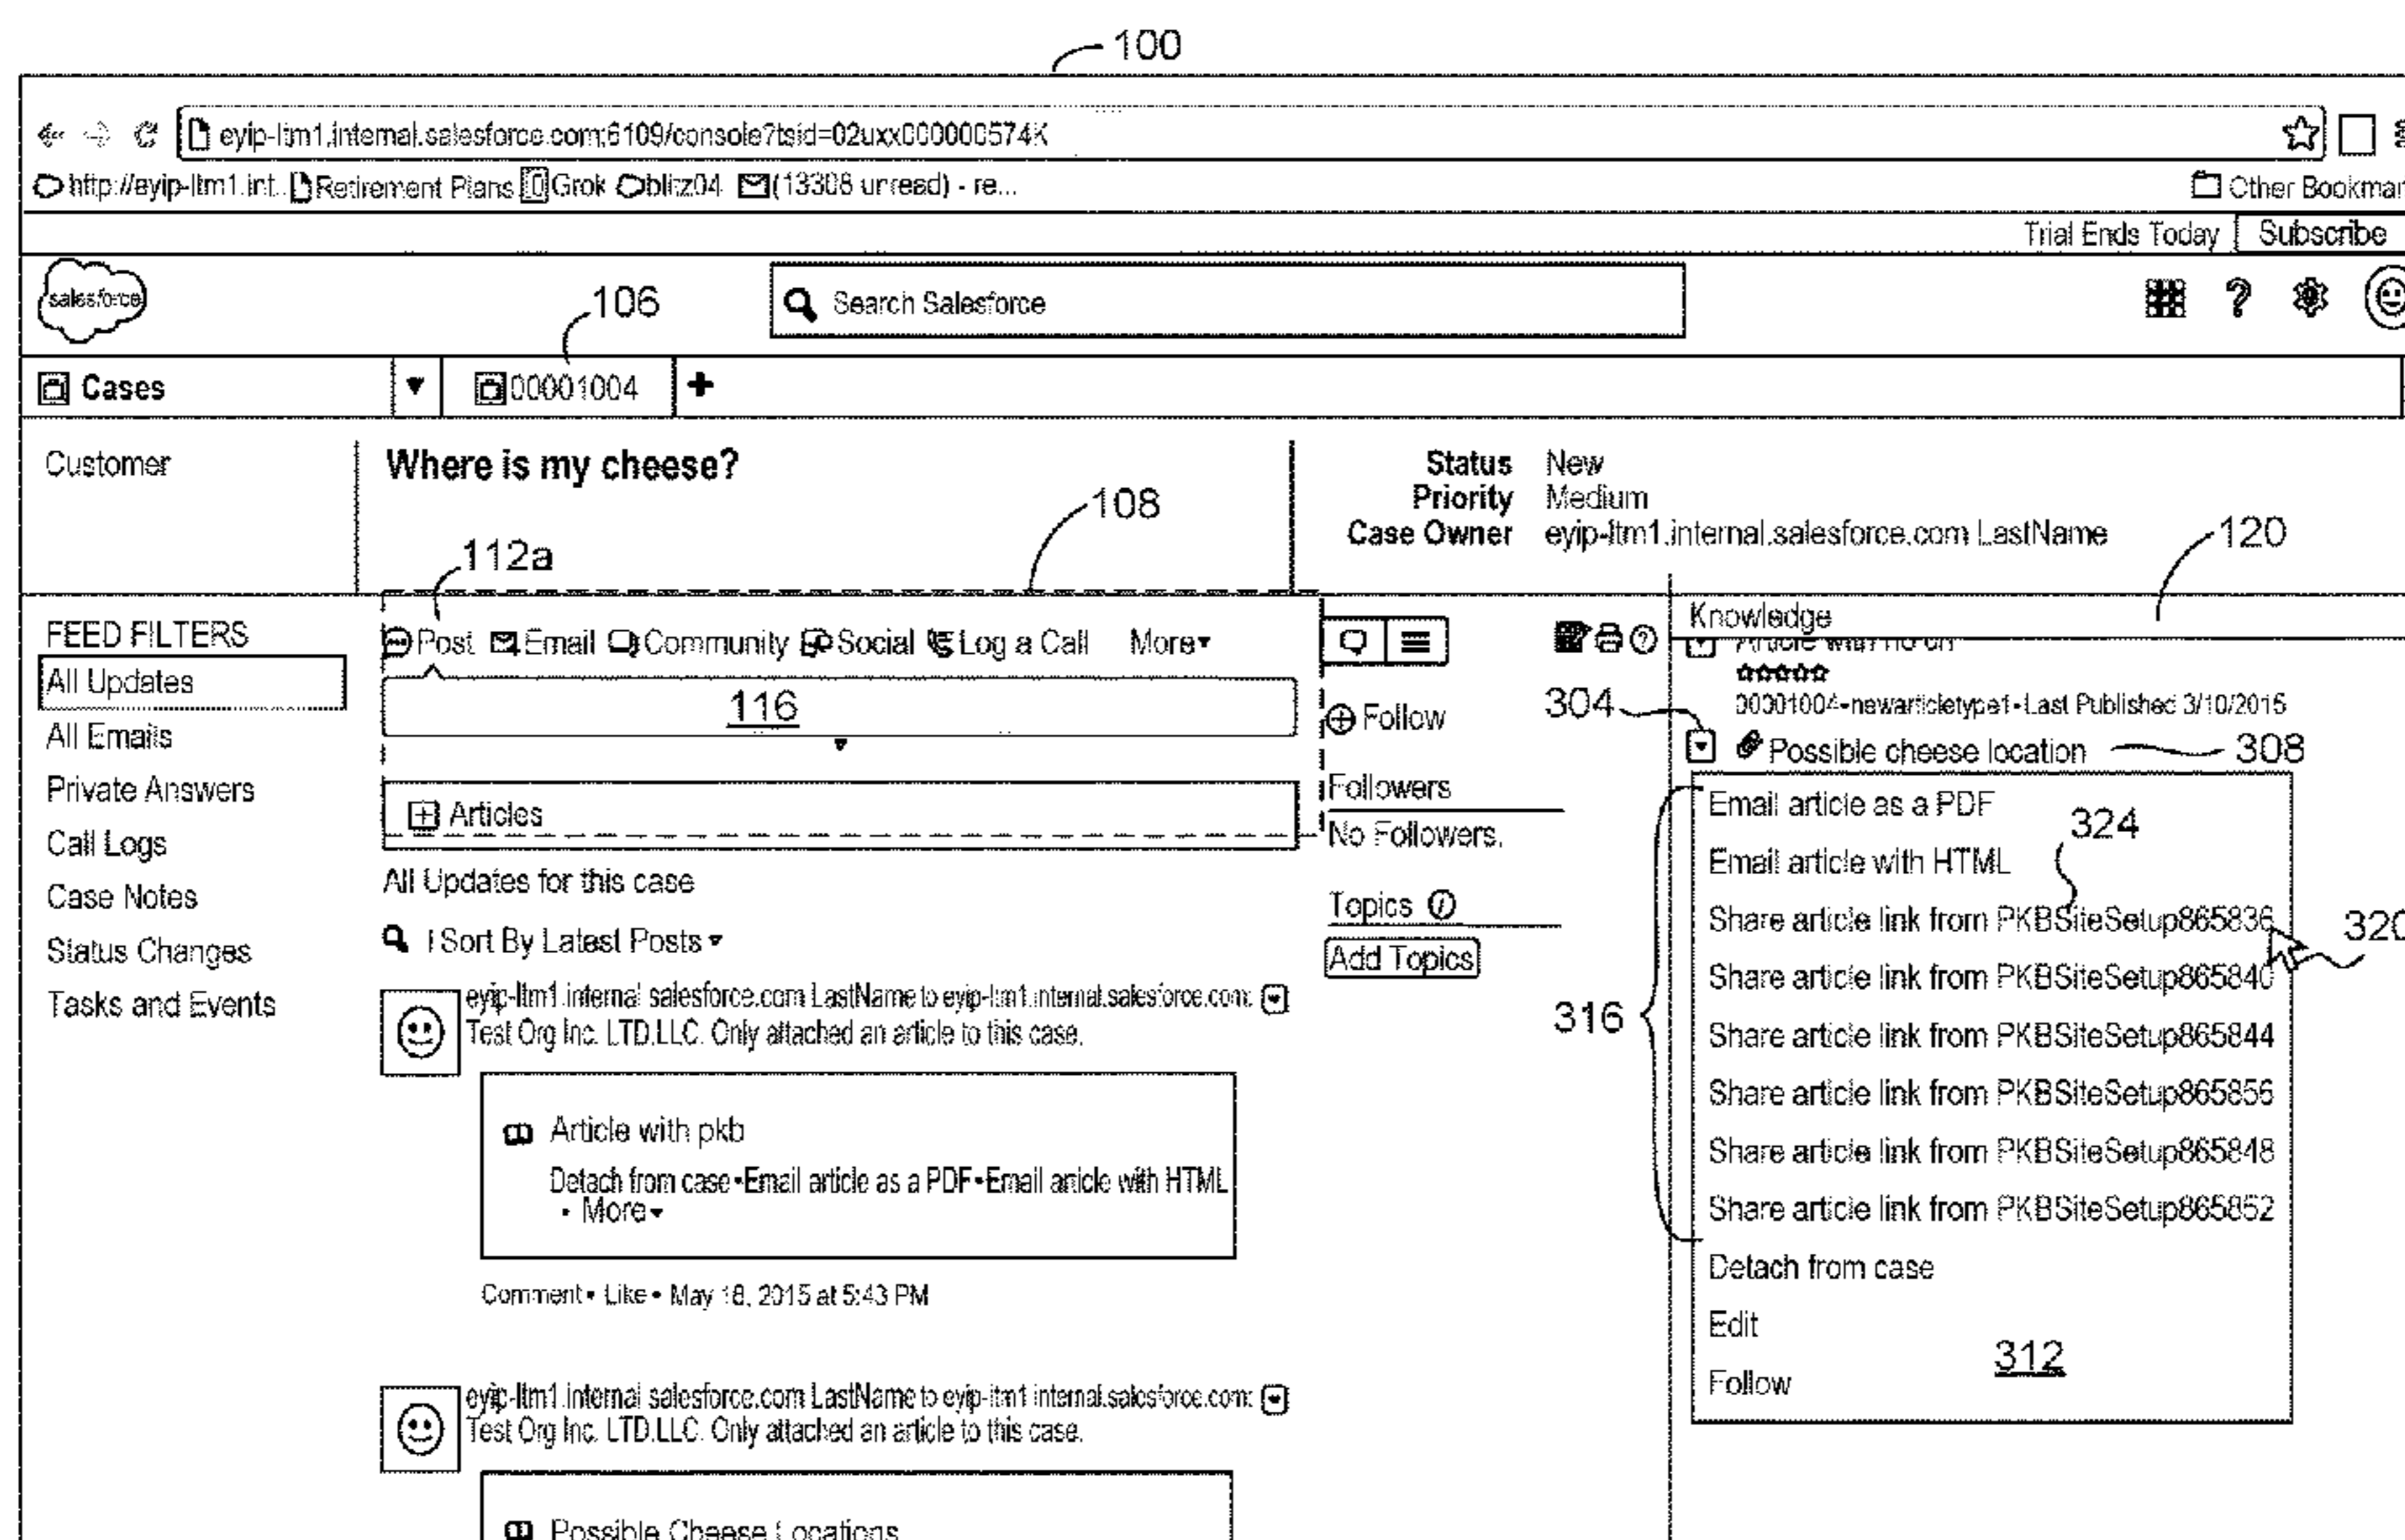 100
eyip-ltm1.internal.salesforce.com:6109/console?tsid=02uxx000000574K
http://eyip-ltm1.int.. Retirement Plans Grok blitz04 (13308 unread) - re...
Other Bookmar
Trial Ends Today Subscribe
salesforce
106
Search Salesforce
Cases 00001004 +
Customer
Where is my cheese?
108
112a
Status New
Priority Medium
Case Owner eyip-ltm1.internal.salesforce.com LastName
120
FEED FILTERS
All Updates
All Emails
Private Answers
Call Logs
Case Notes
Status Changes
Tasks and Events
Post Email Community Social Log a Call More
116
Articles
All Updates for this case
Sort By Latest Posts
eyip-ltm1.internal salesforce.com LastName to eyip-ltm1.internal.salesforce.com:
Test Org Inc. LTD.LLC. Only attached an article to this case.
Article with pkb
Detach from case•Email article as a PDF•Email article with HTML
• More
Comment • Like • May 18, 2015 at 5:43 PM
eyip-ltm1.internal salesforce.com LastName to eyip-ltm1 internal.salesforce.com:
Test Org Inc. LTD.LLC. Only attached an article to this case.
Possible Cheese Locations
Follow
Followers
No Followers.
Topics
Add Topics
Knowledge
Article with no
304
00001004•newarticletype1•Last Published 3/10/2015
Possible cheese location
308
Email article as a PDF
324
Email article with HTML
Share article link from PKBSiteSetup865836
320
Share article link from PKBSiteSetup865840
316
Share article link from PKBSiteSetup865844
Share article link from PKBSiteSetup865856
Share article link from PKBSiteSetup865848
Share article link from PKBSiteSetup865852
Detach from case
Edit
312
Follow